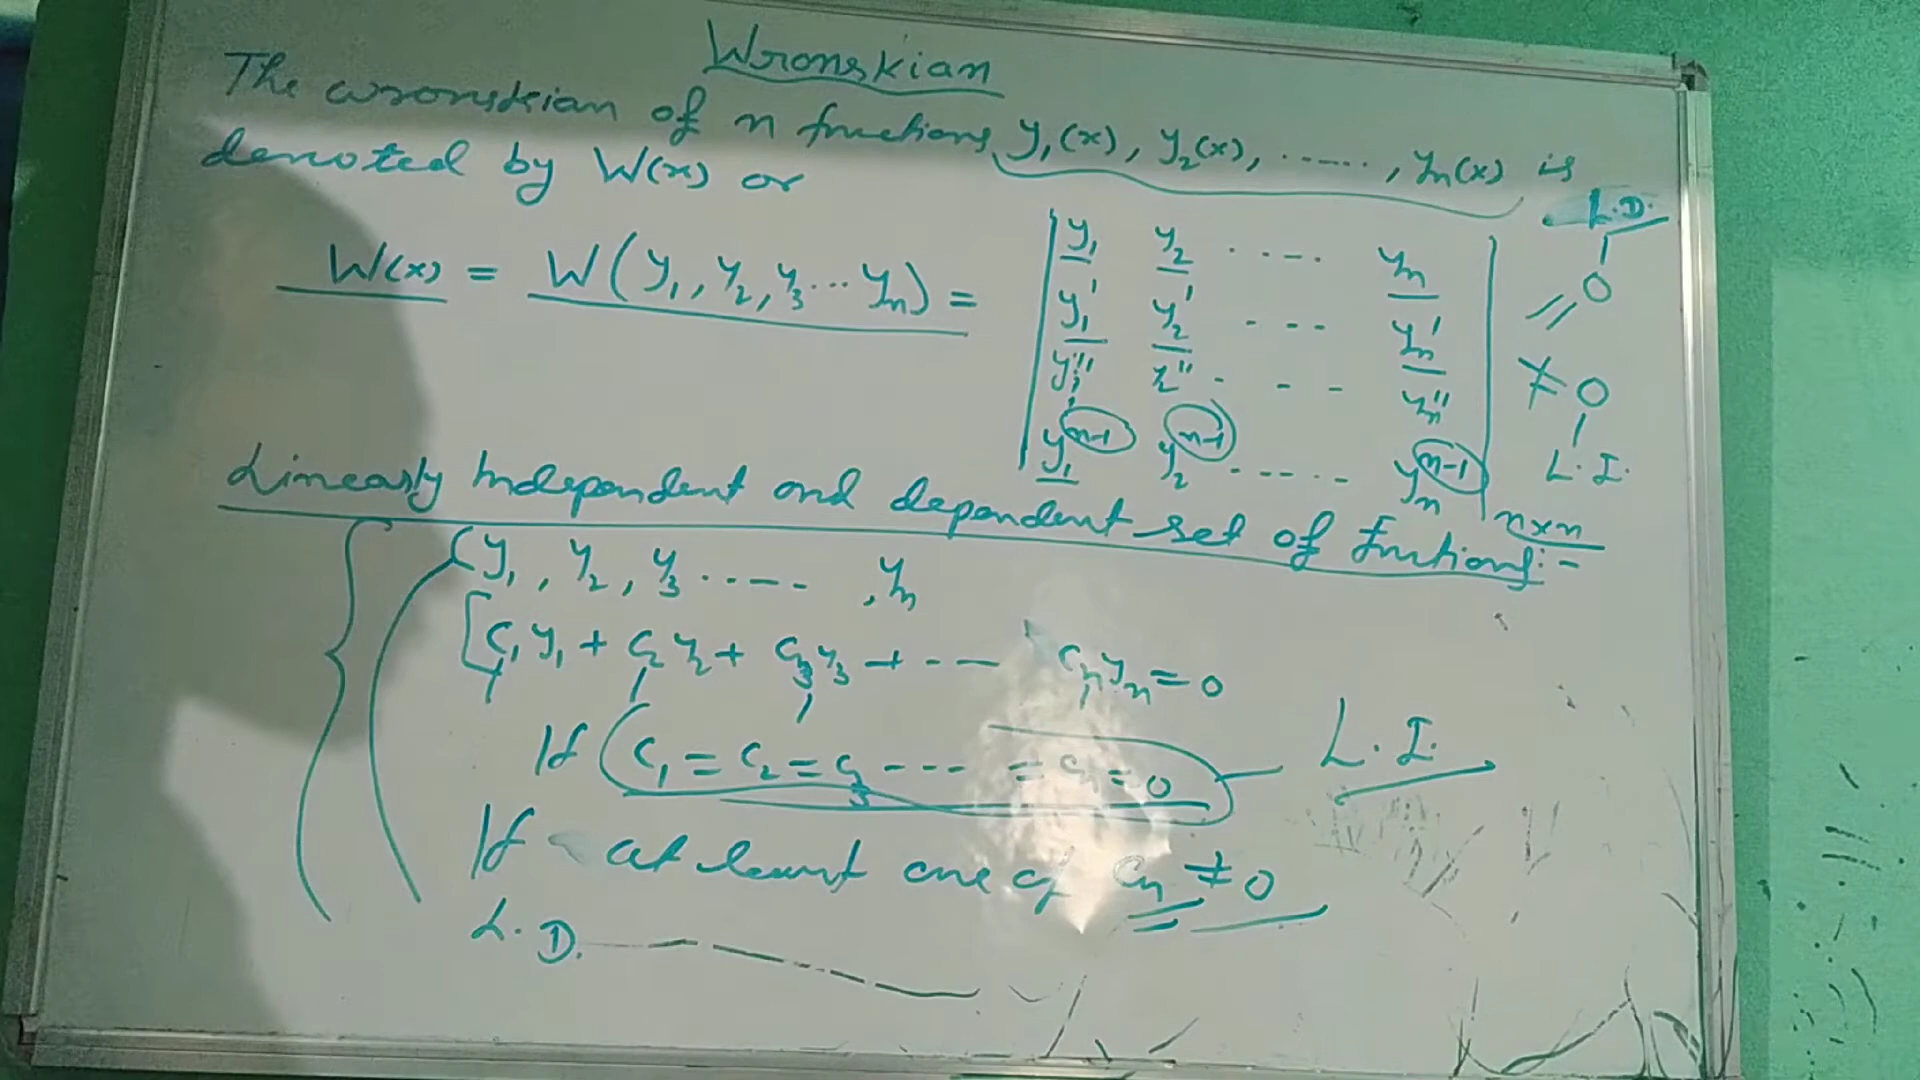 Wronskian
The wronskian of n functions y₁(x), y₂(x), ......, yₙ(x) is
denoted by W(x) or
W(x) = W(y₁, y₂, y₃ ... yₙ) =
| y₁ y₂ ..... yₙ |
y₁' y₂' .... yₙ'
y₁'' y₂'' . - - - yₙ''
y₁ⁿ⁻¹ y₂ⁿ⁻¹ ...... yₙⁿ⁻¹
n×n
L.D.
= 0
≠ 0
L.I.
Linearly Independent and dependent set of functions:-
(y₁, y₂, y₃ ......, yₙ
[c₁y₁ + c₂y₂ + c₃y₃ + --- cₙyₙ = 0
If (c₁ = c₂ = c₃ ---- = cₙ = 0) — L.I.
If at least one of cₙ ≠ 0
L.D.